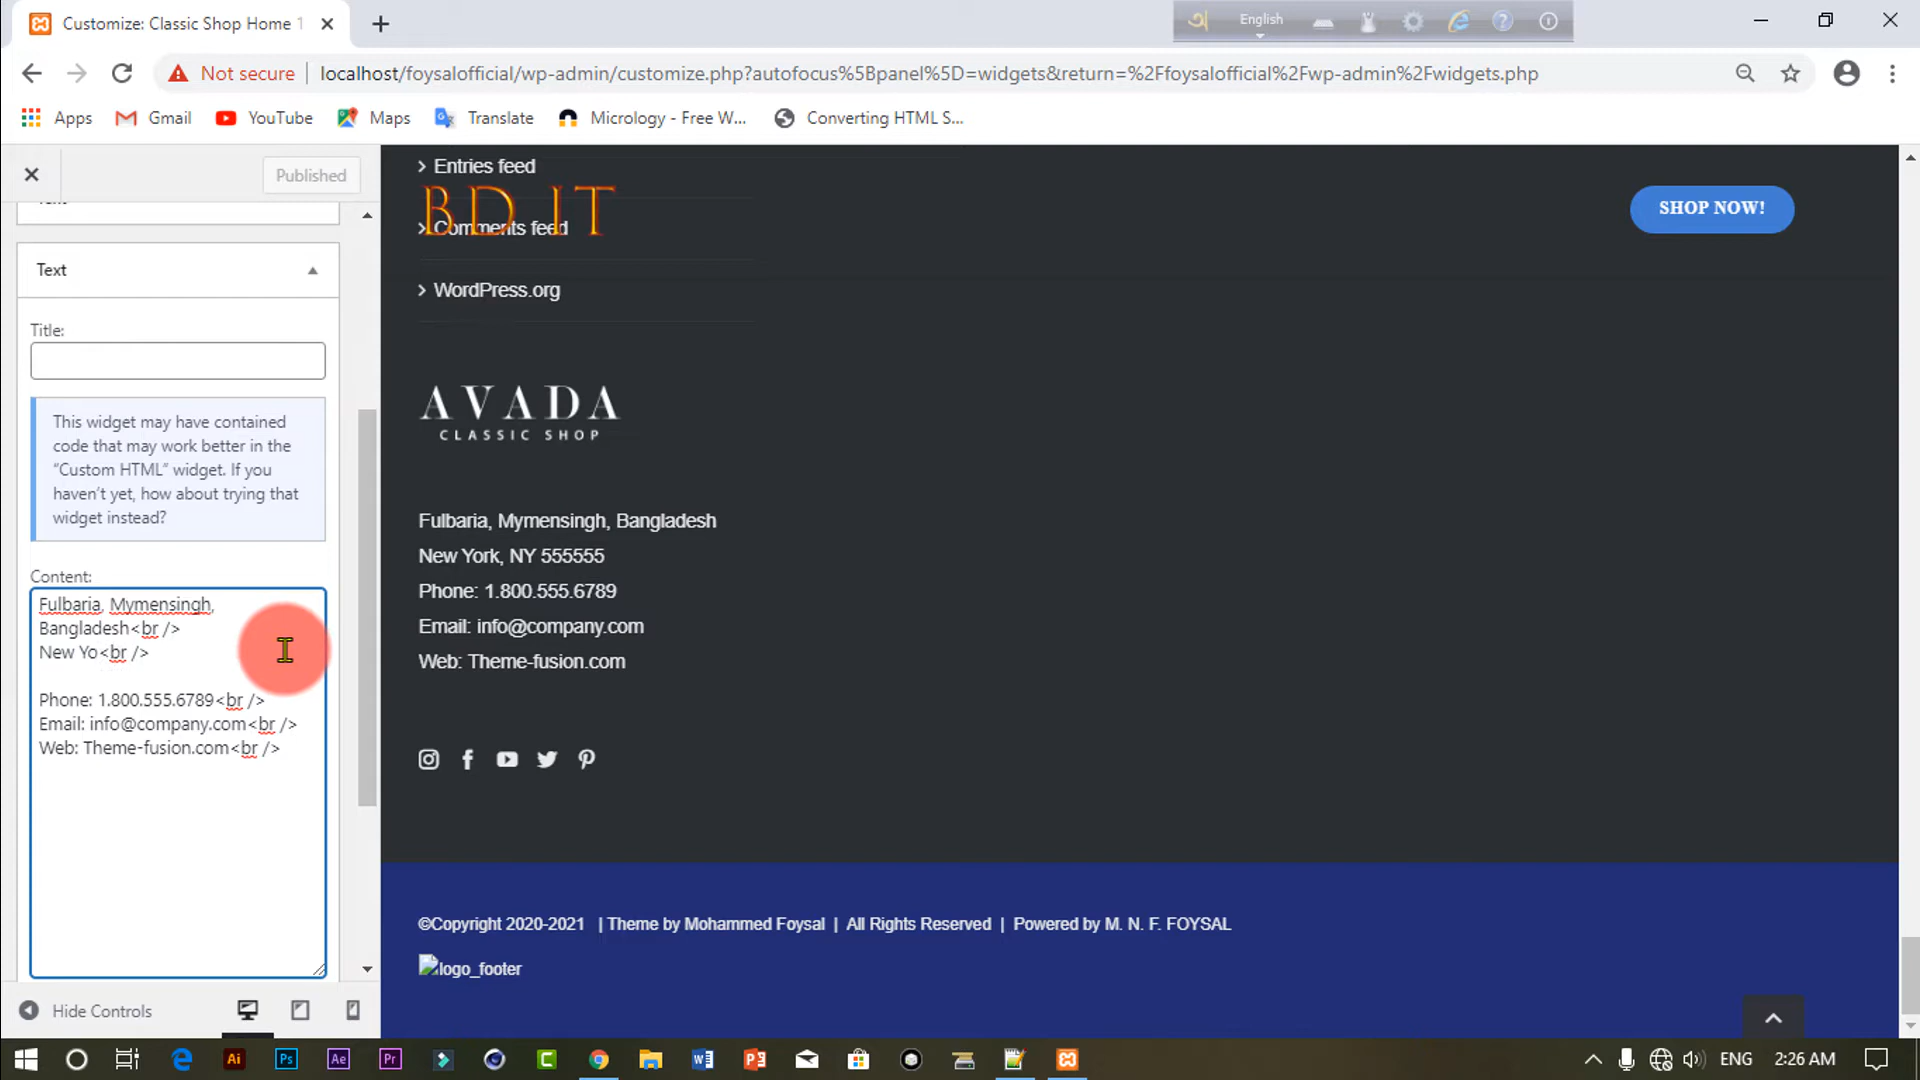 Customize: Classic Shop Home 1
English
Not secure
localhost/foysalofficial/wp-admin/customize.php?autofocus%5Bpanel%5D=widgets&return=%2Ffoysalofficial%2Fwp-admin%2Fwidgets.php
Apps
Gmail
YouTube
Maps
Translate
Micrology - Free W...
Converting HTML S...
Published
Text
Title:
This widget may have contained
code that may work better in the
“Custom HTML” widget. If you
haven’t yet, how about trying that
widget instead?
Content:
Fulbaria, Mymensingh,
Bangladesh<br />
New Yo<br />
Phone: 1.800.555.6789<br />
Email: info@company.com<br />
Web: Theme-fusion.com<br />
Hide Controls
Entries feed
BD IT
Comments feed
SHOP NOW!
WordPress.org
AVADA
CLASSIC SHOP
Fulbaria, Mymensingh, Bangladesh
New York, NY 555555
Phone: 1.800.555.6789
Email: info@company.com
Web: Theme-fusion.com
©Copyright 2020-2021 | Theme by Mohammed Foysal | All Rights Reserved | Powered by M. N. F. FOYSAL
logo_footer
Ai
Ps
Ae
Pr
ENG
2:26 AM